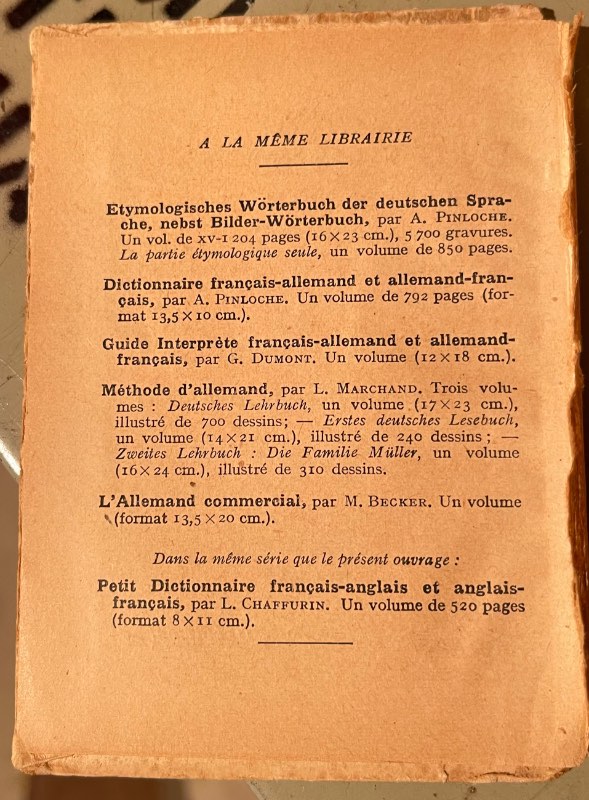 A LA MÊME LIBRAIRIE
Etymologisches Wörterbuch der deutschen Spra-
che, nebst Bilder-Wörterbuch, par A. PINLOCHE.
Un vol. de XV-1 204 pages (16×23 cm.), 5 700 gravures.
La partie étymologique seule, un volume de 850 pages.
Dictionnaire français-allemand et allemand-fran-
çais, par A. PINLOCHE. Un volume de 792 pages (for-
mat 13,5×10 cm.).
Guide Interprète français-allemand et allemand-
français, par G. DUMONT. Un volume (12×18 cm.).
Méthode d'allemand, par L. MARCHAND. Trois volu-
mes : Deutsches Lehrbuch, un volume (17×23 cm.),
illustré de 700 dessins; — Erstes deutsches Lesebuch,
un volume (14×21 cm.), illustré de 240 dessins ; —
Zweites Lehrbuch : Die Familie Müller, un volume
(16×24 cm.), illustré de 310 dessins.
L'Allemand commercial, par M. BECKER. Un volume
(format 13,5×20 cm.).
Dans la même série que le présent ouvrage :
Petit Dictionnaire français-anglais et anglais-
français, par L. CHAFFURIN. Un volume de 520 pages
(format 8×11 cm.).